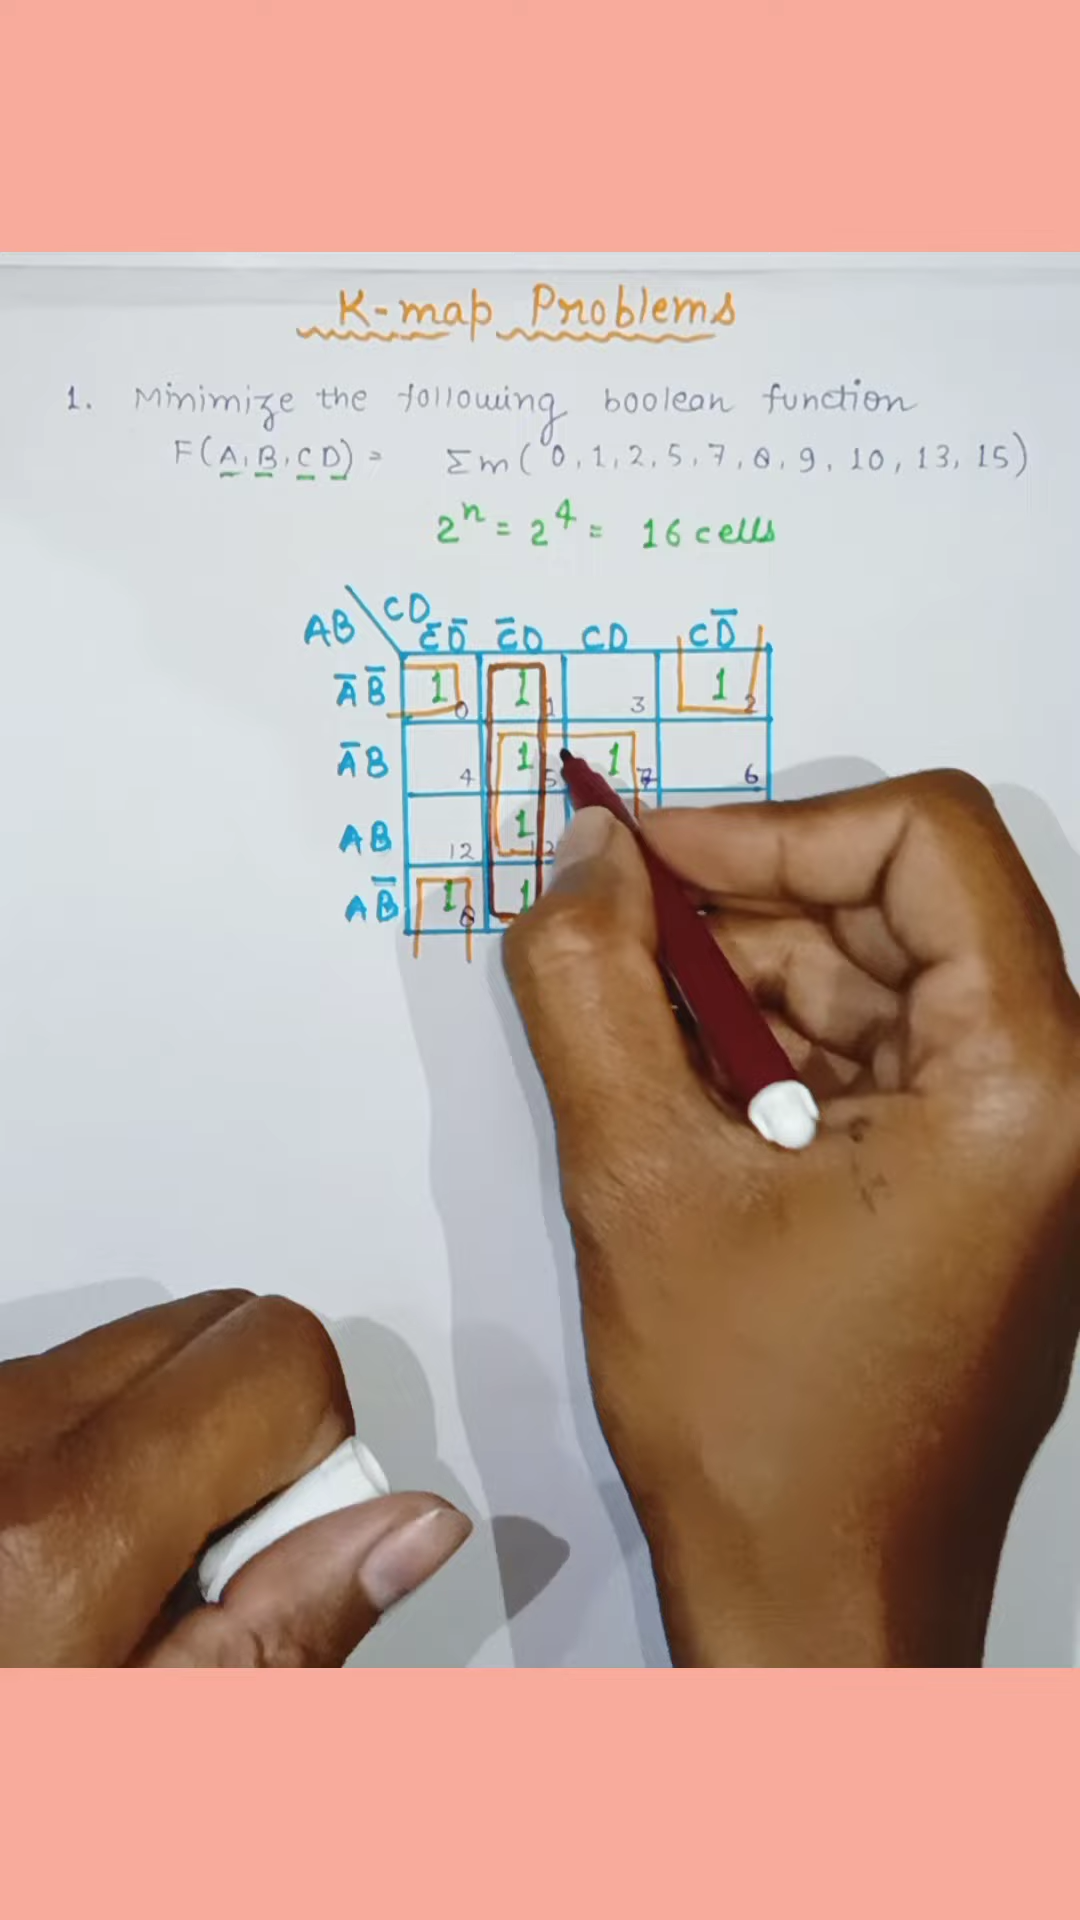 K-map Problems
1. Minimize the following boolean function
F(A, B, C D) = Σm( 0, 1, 2, 5, 7, 8, 9, 10, 13, 15)
2ⁿ = 2⁴ = 16 cells
AB CD C̅D̅ C̅D CD CD̅
A̅B̅ 1 0 1 1 3 1 2
A̅B 4 1 5 1 7 6
AB 12 1
AB̅ 1 8 1